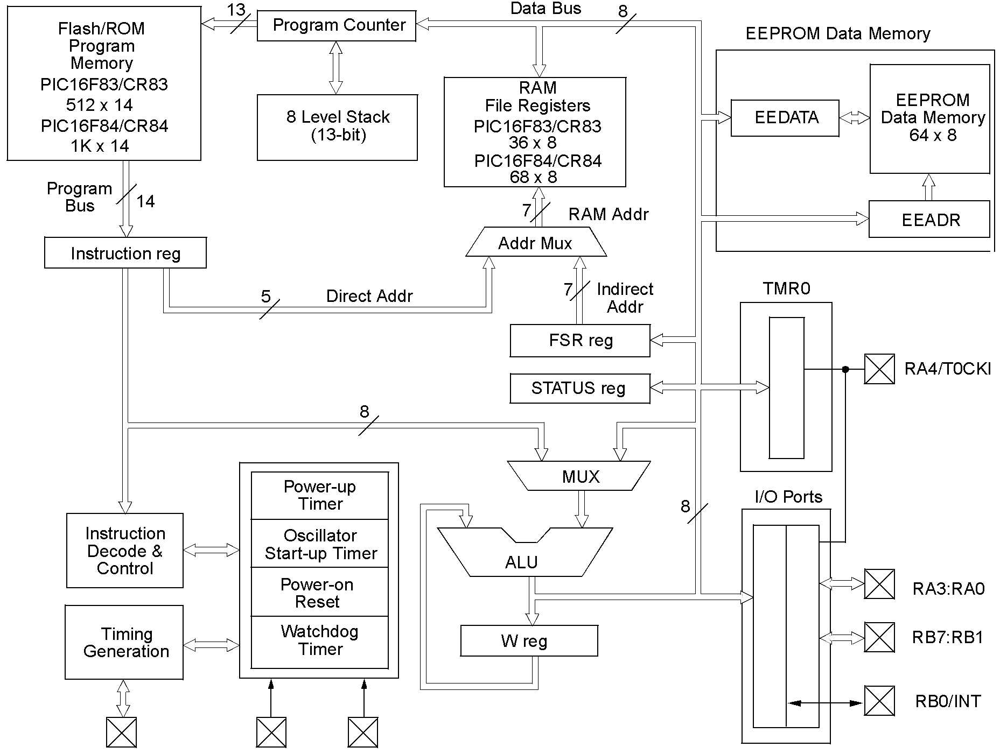 Flash/ROM
Program
Memory
PIC16F83/CR83
512 x 14
PIC16F84/CR84
1K x 14
13
Program Counter
Data Bus
8
EEPROM Data Memory
8 Level Stack
(13-bit)
RAM
File Registers
PIC16F83/CR83
36 x 8
PIC16F84/CR84
68 x 8
EEDATA
EEPROM
Data Memory
64 x 8
EEADR
Program
Bus
14
7
RAM Addr
Addr Mux
Instruction reg
5
Direct Addr
7
Indirect
Addr
TMR0
FSR reg
STATUS reg
RA4/T0CKI
8
MUX
Power-up
Timer
Oscillator
Start-up Timer
Power-on
Reset
Watchdog
Timer
Instruction
Decode &
Control
Timing
Generation
ALU
W reg
8
I/O Ports
RA3:RA0
RB7:RB1
RB0/INT